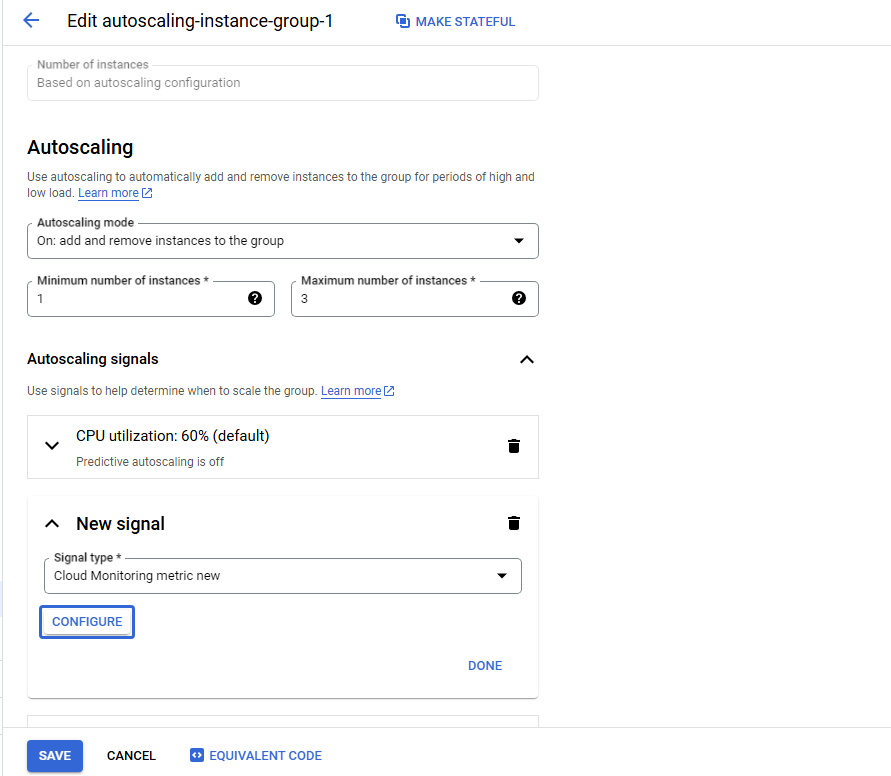 Edit autoscaling-instance-group-1
MAKE STATEFUL
Number of instances
Based on autoscaling configuration
Autoscaling
Use autoscaling to automatically add and remove instances to the group for periods of high and
low load. Learn more
Autoscaling mode
On: add and remove instances to the group
Minimum number of instances *
1
Maximum number of instances *
3
Autoscaling signals
Use signals to help determine when to scale the group. Learn more
CPU utilization: 60% (default)
Predictive autoscaling is off
New signal
Signal type *
Cloud Monitoring metric new
CONFIGURE
DONE
SAVE
CANCEL
EQUIVALENT CODE